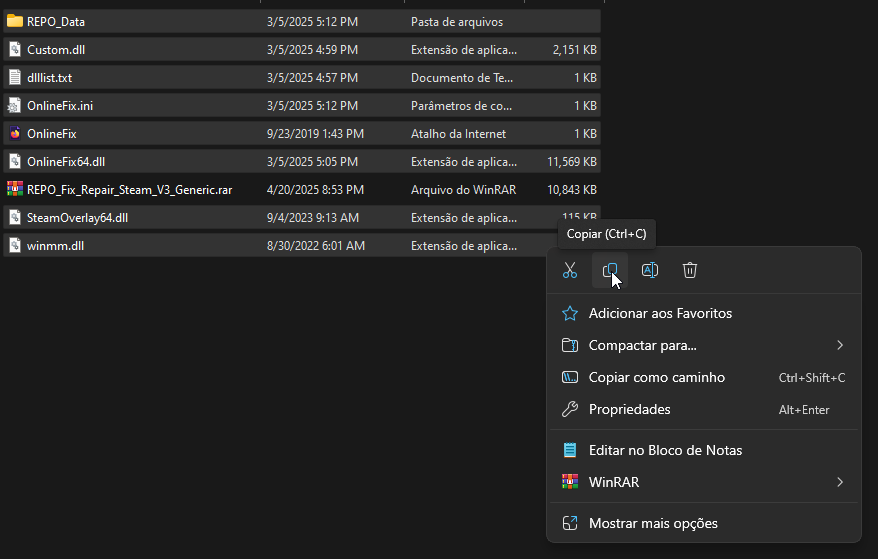 REPO_Data 3/5/2025 5:12 PM Pasta de arquivos
Custom.dll 3/5/2025 4:59 PM Extensão de aplica... 2,151 KB
dlllist.txt 3/5/2025 4:57 PM Documento de Te... 1 KB
OnlineFix.ini 3/5/2025 5:12 PM Parâmetros de co... 1 KB
OnlineFix 9/23/2019 1:43 PM Atalho da Internet 1 KB
OnlineFix64.dll 3/5/2025 5:05 PM Extensão de aplica... 11,569 KB
REPO_Fix_Repair_Steam_V3_Generic.rar 4/20/2025 8:53 PM Arquivo do WinRAR 10,843 KB
SteamOverlay64.dll 9/4/2023 9:13 AM Extensão de aplica... 115 KB
winmm.dll 8/30/2022 6:01 AM Extensão de aplica...
Copiar (Ctrl+C)
Adicionar aos Favoritos
Compactar para...
Copiar como caminho Ctrl+Shift+C
Propriedades Alt+Enter
Editar no Bloco de Notas
WinRAR
Mostrar mais opções